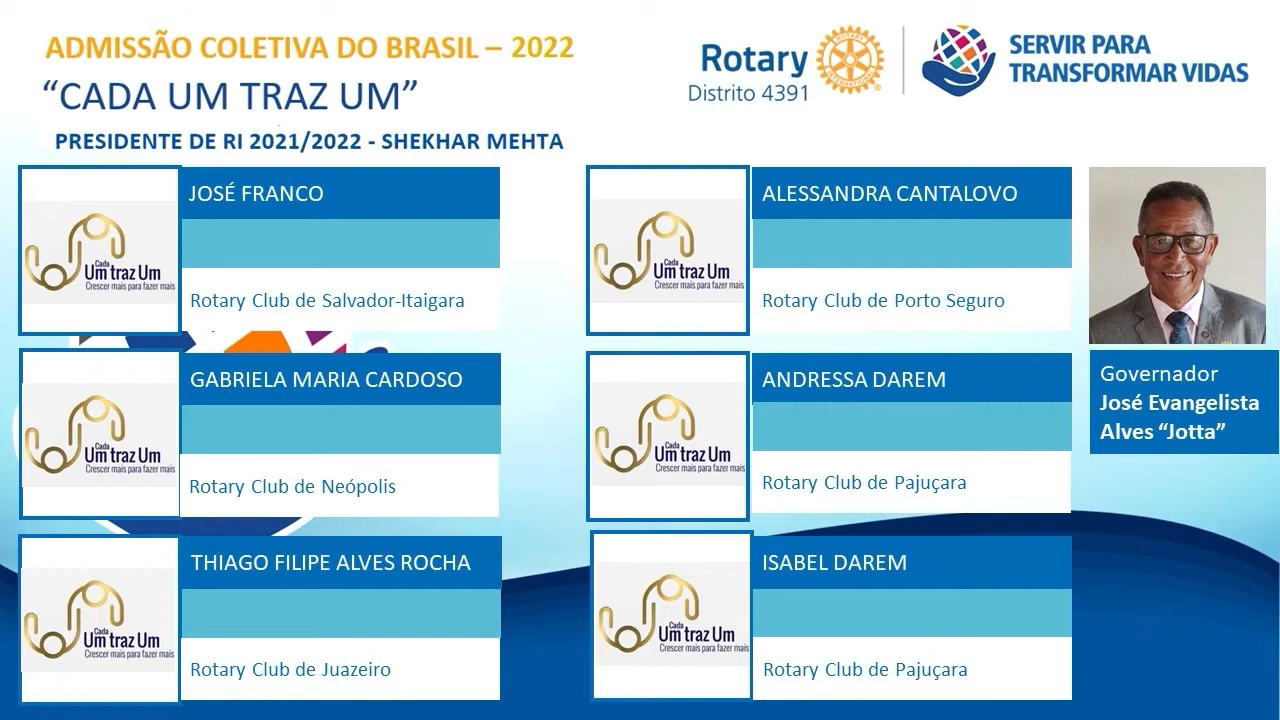 ADMISSÃO COLETIVA DO BRASIL – 2022
“CADA UM TRAZ UM”
PRESIDENTE DE RI 2021/2022 - SHEKHAR MEHTA
Rotary
Distrito 4391
ROTARY
INTERNATIONAL
SERVIR PARA
TRANSFORMAR VIDAS
Cada
Um traz Um
Crescer mais para fazer mais
JOSÉ FRANCO
Rotary Club de Salvador-Itaigara
Cada
Um traz Um
Crescer mais para fazer mais
ALESSANDRA CANTALOVO
Rotary Club de Porto Seguro
Cada
Um traz Um
Crescer mais para fazer mais
GABRIELA MARIA CARDOSO
Rotary Club de Neópolis
Cada
Um traz Um
Crescer mais para fazer mais
ANDRESSA DAREM
Rotary Club de Pajuçara
Governador
José Evangelista
Alves “Jotta”
Cada
Um traz Um
Crescer mais para fazer mais
THIAGO FILIPE ALVES ROCHA
Rotary Club de Juazeiro
Cada
Um traz Um
Crescer mais para fazer mais
ISABEL DAREM
Rotary Club de Pajuçara